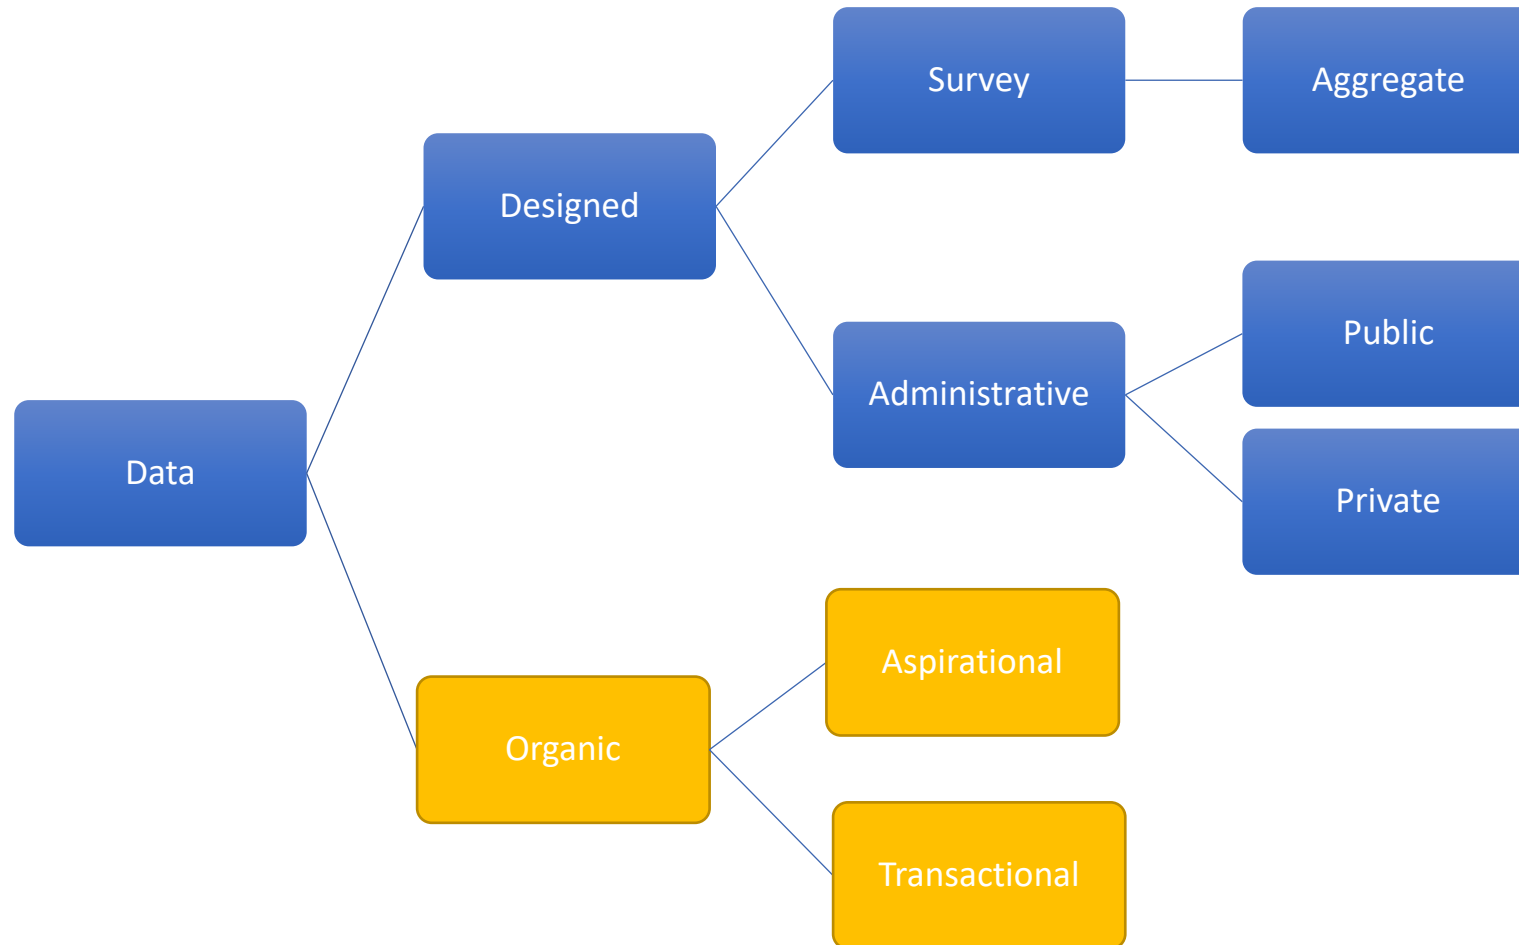 Survey
Aggregate
Designed
Public
Administrative
Data
Private
Aspirational
Organic
Transactional